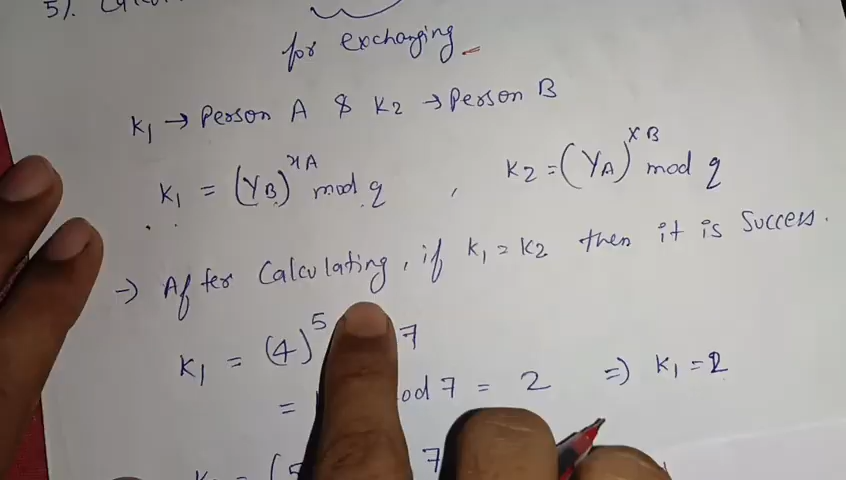 5).
for exchanging
K1 → Person A & K2 → Person B
K1 = (YB)^XA mod q , K2 = (YA)^XB mod q
→ After Calculating, if K1 = K2 then it is Success.
K1 = (4)^5 7
= od 7 = 2 ⇒ K1 = 2
= (5 7